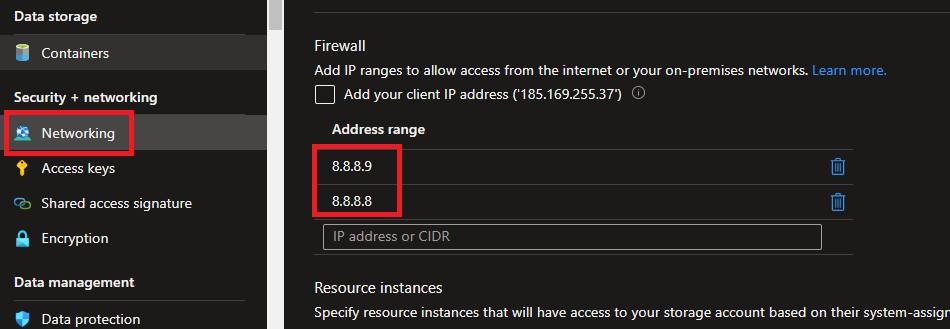 Data storage
Containers
Security + networking
Networking
Access keys
Shared access signature
Encryption
Data management
Data protection
Firewall
Add IP ranges to allow access from the internet or your on-premises networks. Learn more.
Add your client IP address ('185.169.255.37')
Address range
8.8.8.9
8.8.8.8
IP address or CIDR
Resource instances
Specify resource instances that will have access to your storage account based on their system-assig